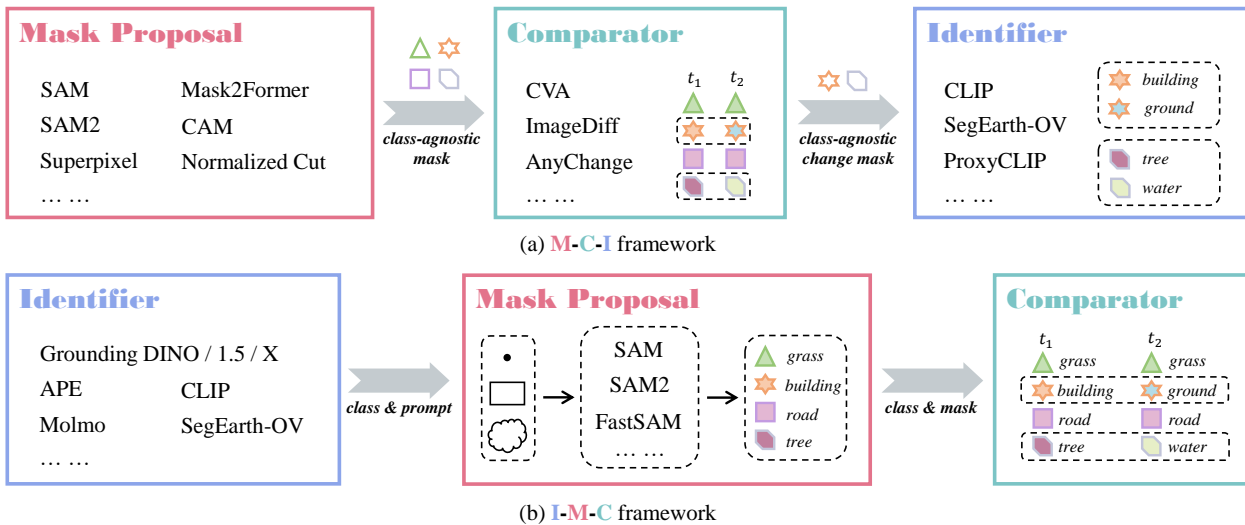 Mask Proposal
SAM Mask2Former
SAM2 CAM
Superpixel Normalized Cut
… …
class-agnostic
mask
Comparator
CVA
ImageDiff
AnyChange
… …
t1 t2
class-agnostic
change mask
Identifier
CLIP
SegEarth-OV
ProxyCLIP
… …
building
ground
tree
water
(a) M-C-I framework
Identifier
Grounding DINO / 1.5 / X
APE CLIP
Molmo SegEarth-OV
… …
class & prompt
Mask Proposal
SAM
SAM2
FastSAM
… …
grass
building
road
tree
class & mask
Comparator
t1 t2
grass grass
building ground
road road
tree water
(b) I-M-C framework